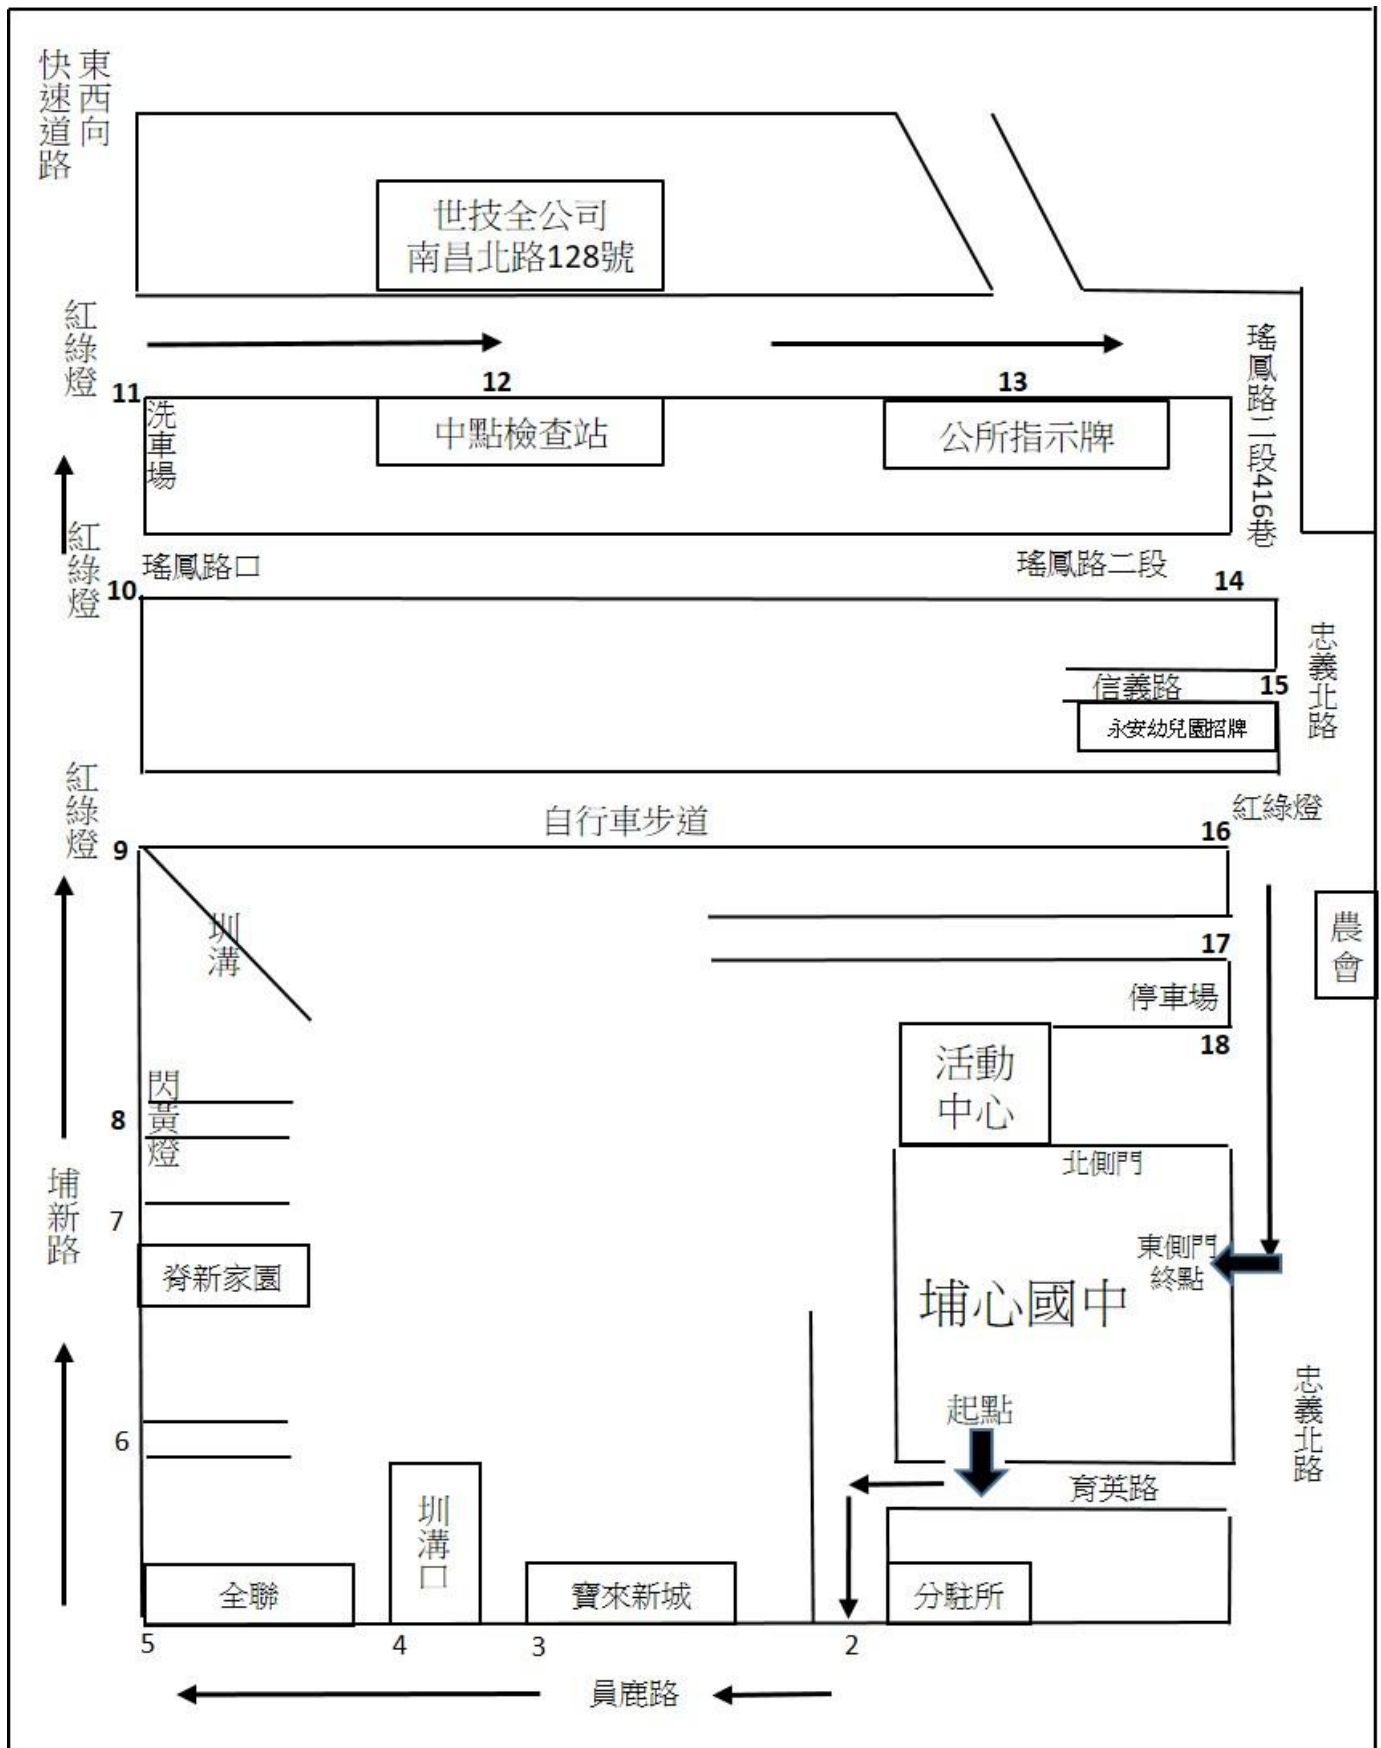 東西向
快速道路
世技全公司
南昌北路128號
紅綠燈
瑤鳳路二段416巷
11
12
13
洗車場
中點檢查站
公所指示牌
紅綠燈
瑤鳳路口
瑤鳳路二段
10
14
忠義北路
信義路
15
永安幼兒園招牌
紅綠燈
自行車步道
紅綠燈
9
16
圳溝
農會
17
停車場
18
活動
中心
閃黃燈
8
北側門
埔新路
7
東側門
終點
脊新家園
埔心國中
起點
忠義北路
6
育英路
圳溝口
全聯
寶來新城
分駐所
5
4
3
2
員鹿路